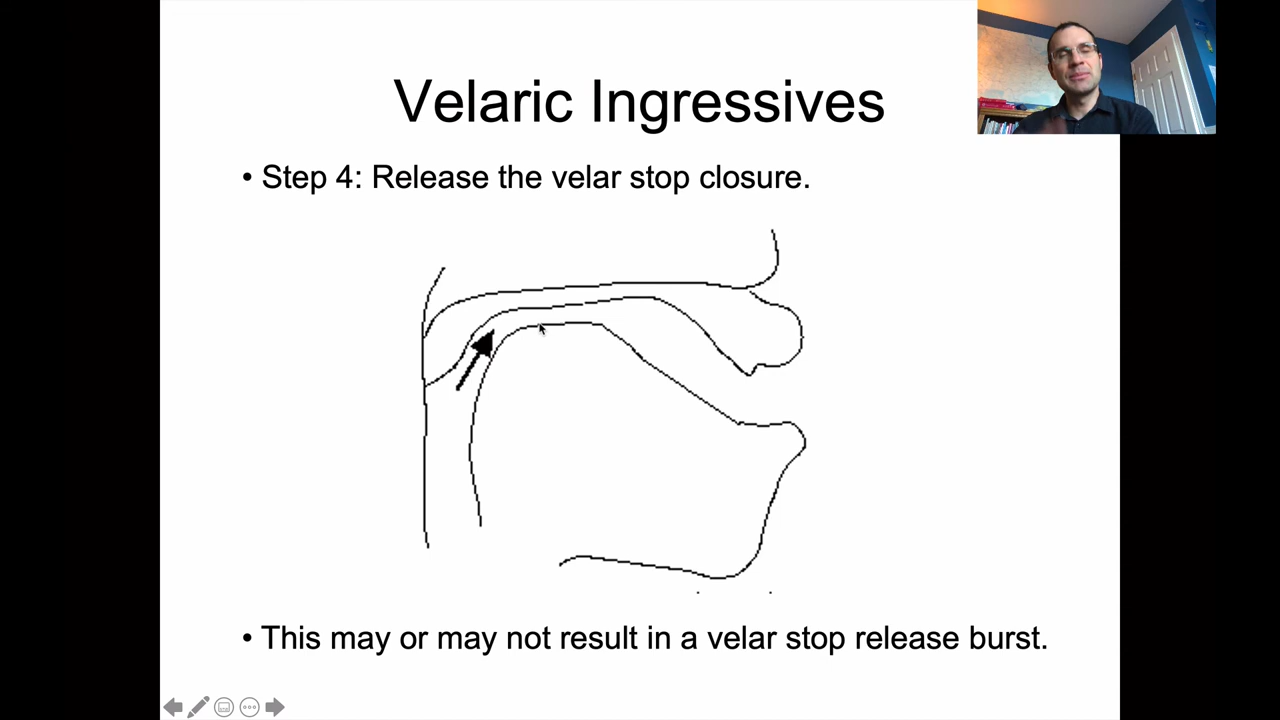 Velaric Ingressives
• Step 4: Release the velar stop closure.
• This may or may not result in a velar stop release burst.